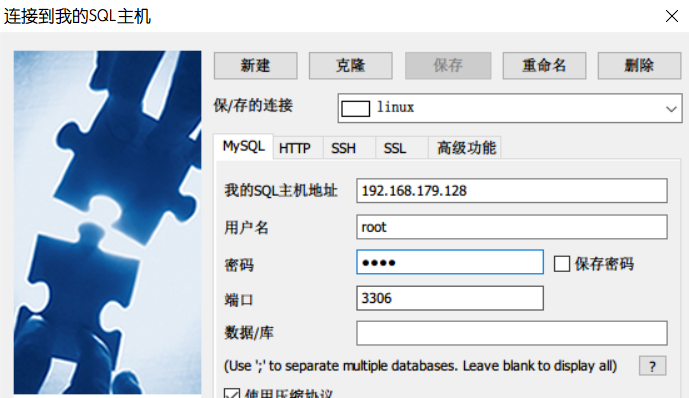 连接到我的SQL主机
新建 克隆 保存 重命名 删除
保/存的连接 linux
MySQL HTTP SSH SSL 高级功能
我的SQL主机地址 192.168.179.128
用户名 root
密码 ●●●● 保存密码
端口 3306
数据/库
(Use ';' to separate multiple databases. Leave blank to display all) ?
使用压缩协议